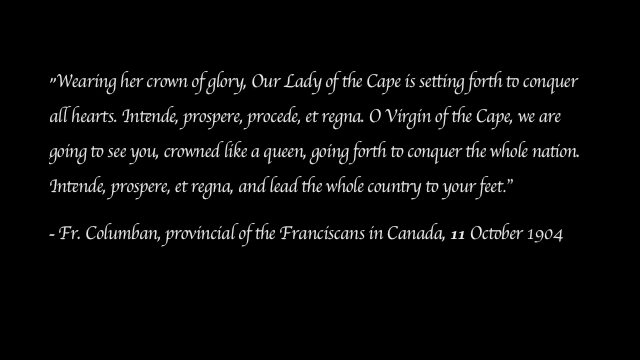 "Wearing her crown of glory, Our Lady of the Cape is setting forth to conquer
all hearts. Intende, prospere, procede, et regna. O Virgin of the Cape, we are
going to see you, crowned like a queen, going forth to conquer the whole nation.
Intende, prospere, et regna, and lead the whole country to your feet."
- Fr. Columban, provincial of the Franciscans in Canada, 11 October 1904